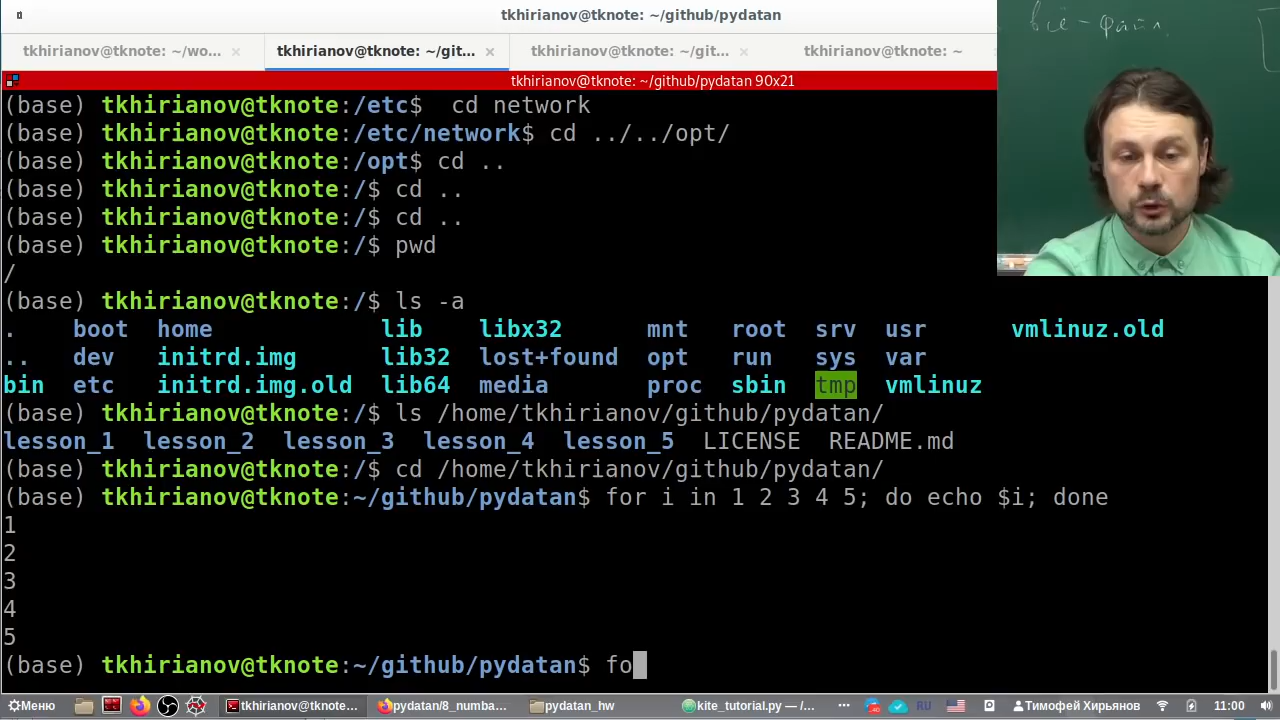 tkhirianov@tknote: ~/github/pydatan
tkhirianov@tknote: ~/wo... × tkhirianov@tknote: ~/git... × tkhirianov@tknote: ~/git... × tkhirianov@tknote: ~
всё - файл.
tkhirianov@tknote: ~/github/pydatan 90x21
(base) tkhirianov@tknote:/etc$  cd network
(base) tkhirianov@tknote:/etc/network$ cd ../../opt/
(base) tkhirianov@tknote:/opt$ cd ..
(base) tkhirianov@tknote:/$ cd ..
(base) tkhirianov@tknote:/$ cd ..
(base) tkhirianov@tknote:/$ pwd
/
(base) tkhirianov@tknote:/$ ls -a
. boot home lib libx32 mnt root srv usr vmlinuz.old
.. dev initrd.img lib32 lost+found opt run sys var
bin etc initrd.img.old lib64 media proc sbin tmp vmlinuz
(base) tkhirianov@tknote:/$ ls /home/tkhirianov/github/pydatan/
lesson_1 lesson_2 lesson_3 lesson_4 lesson_5 LICENSE README.md
(base) tkhirianov@tknote:/$ cd /home/tkhirianov/github/pydatan/
(base) tkhirianov@tknote:~/github/pydatan$ for i in 1 2 3 4 5; do echo $i; done
1
2
3
4
5
(base) tkhirianov@tknote:~/github/pydatan$ fo
Меню tkhirianov@tknote:... pydatan/8_numba... pydatan_hw kite_tutorial.py — /... ... RU Тимофей Хирьянов 11:00